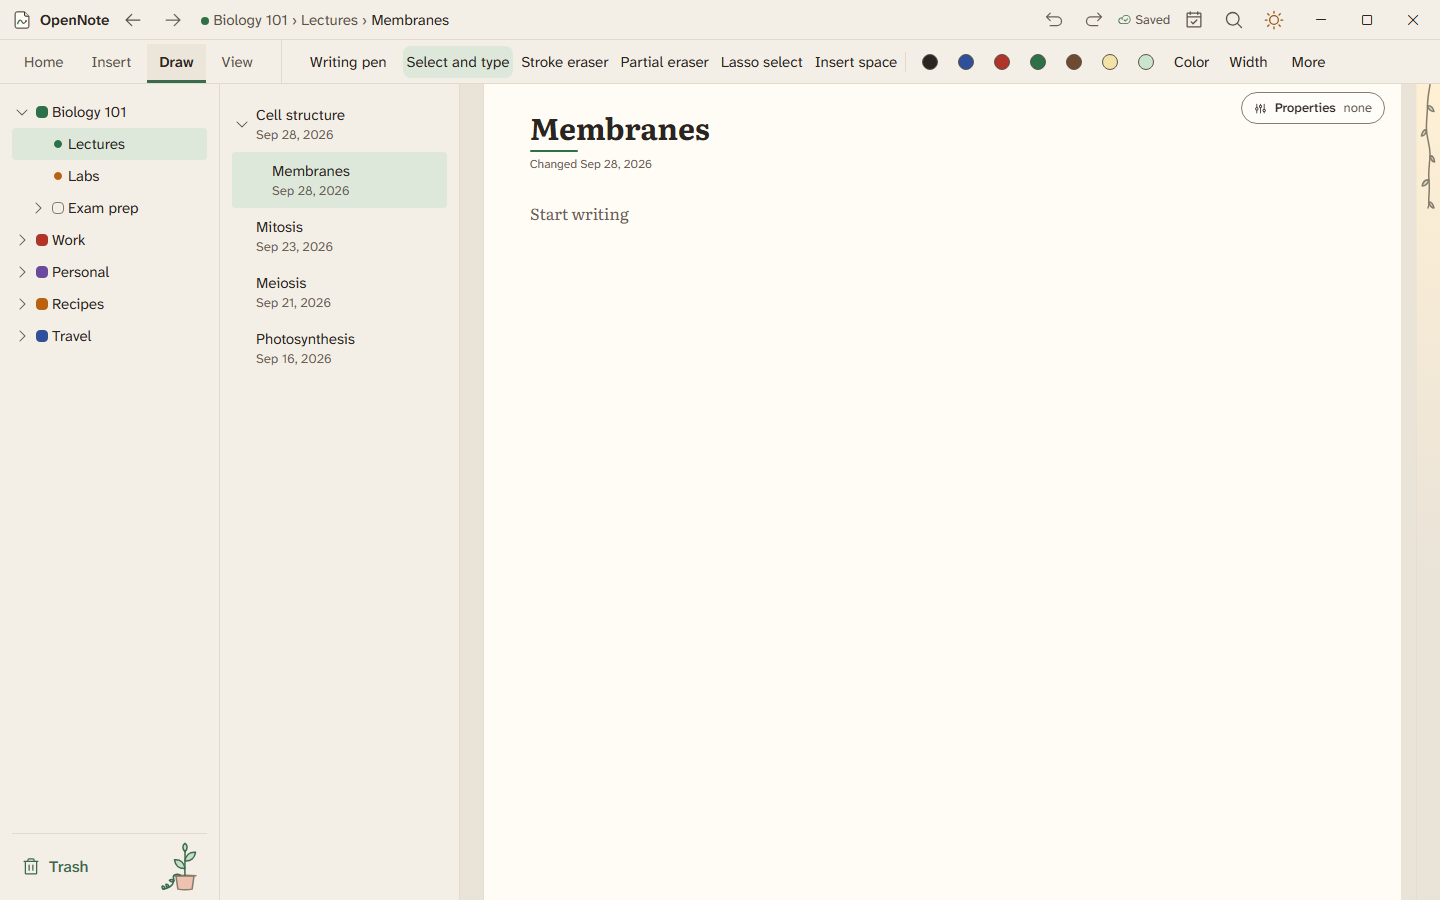 OpenNote
Biology 101 › Lectures › Membranes
Saved
Home Insert Draw View
Writing pen Select and type Stroke eraser Partial eraser Lasso select Insert space Color Width More
Biology 101
Lectures
Labs
Exam prep
Work
Personal
Recipes
Travel
Trash
Cell structure
Sep 28, 2026
Membranes
Sep 28, 2026
Mitosis
Sep 23, 2026
Meiosis
Sep 21, 2026
Photosynthesis
Sep 16, 2026
Properties none
Membranes
Changed Sep 28, 2026
Start writing